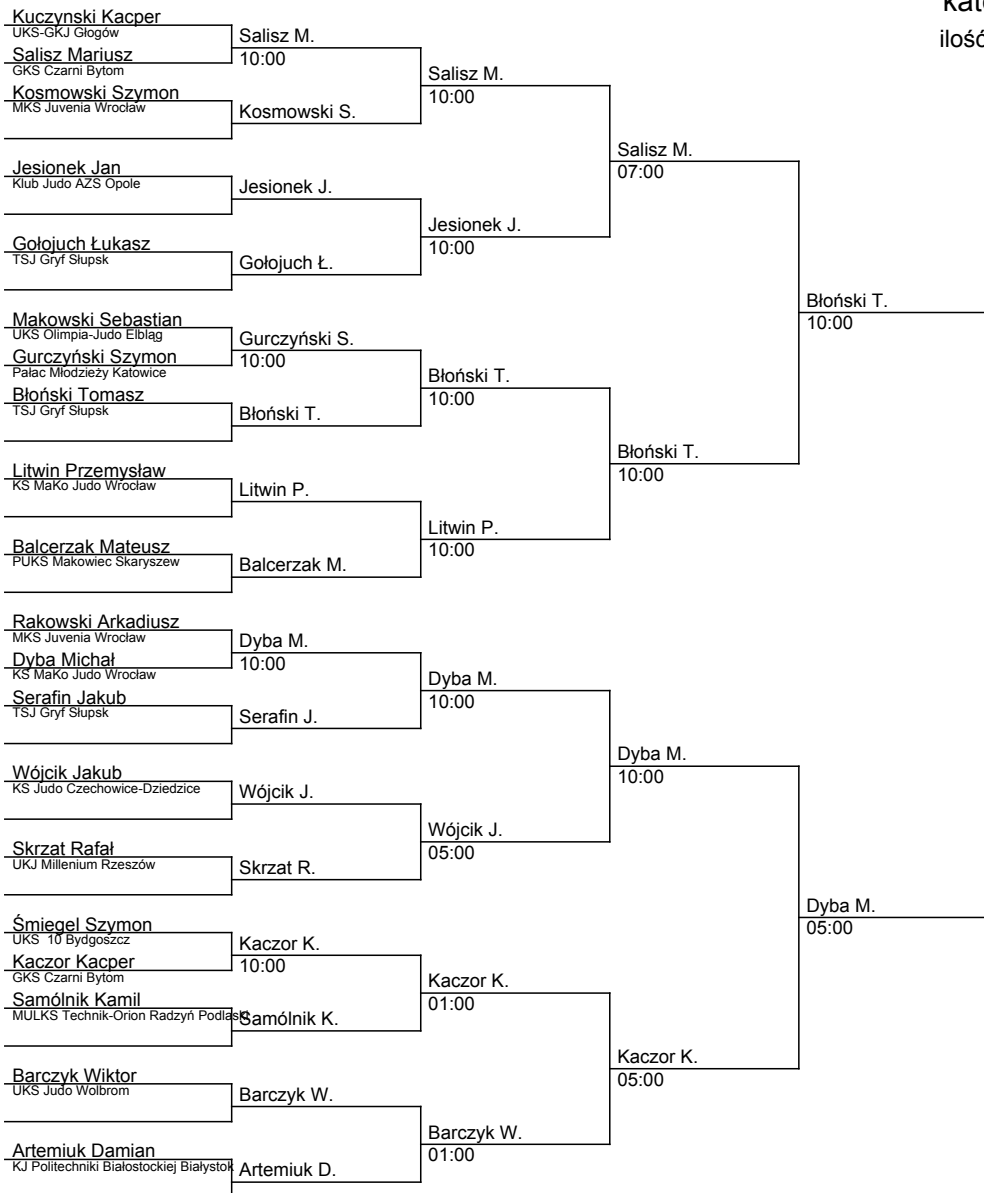 kat
ilość
Kuczynski Kacper
UKS-GKJ Głogów
Salisz M.
Salisz Mariusz
10:00
GKS Czarni Bytom
Salisz M.
Kosmowski Szymon
10:00
MKS Juvenia Wrocław
Kosmowski S.
Salisz M.
Jesionek Jan
07:00
Klub Judo AZS Opole
Jesionek J.
Jesionek J.
Gołojuch Łukasz
10:00
TSJ Gryf Słupsk
Gołojuch Ł.
Błoński T.
Makowski Sebastian
10:00
UKS Olimpia-Judo Elbląg
Gurczyński S.
Gurczyński Szymon
10:00
Pałac Młodzieży Katowice
Błoński T.
Błoński Tomasz
10:00
TSJ Gryf Słupsk
Błoński T.
Błoński T.
Litwin Przemysław
10:00
KS MaKo Judo Wrocław
Litwin P.
Litwin P.
Balcerzak Mateusz
10:00
PUKS Makowiec Skaryszew
Balcerzak M.
Rakowski Arkadiusz
MKS Juvenia Wrocław
Dyba M.
Dyba Michał
10:00
KS MaKo Judo Wrocław
Dyba M.
Serafin Jakub
10:00
TSJ Gryf Słupsk
Serafin J.
Dyba M.
Wójcik Jakub
10:00
KS Judo Czechowice-Dziedzice
Wójcik J.
Wójcik J.
Skrzat Rafał
05:00
UKJ Millenium Rzeszów
Skrzat R.
Dyba M.
Śmiegel Szymon
05:00
UKS 10 Bydgoszcz
Kaczor K.
Kaczor Kacper
10:00
GKS Czarni Bytom
Kaczor K.
Samólnik Kamil
01:00
MULKS Technik-Orion Radzyń Podlaski
Samólnik K.
Kaczor K.
Barczyk Wiktor
05:00
UKS Judo Wolbrom
Barczyk W.
Barczyk W.
Artemiuk Damian
01:00
KJ Politechniki Białostockiej Białystok
Artemiuk D.